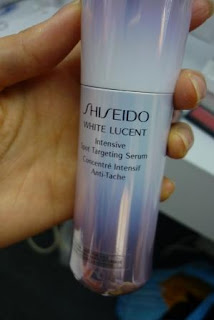 SHISEIDO
WHITE LUCENT
Intensive
Spot Targeting Serum
Concentré Intensif
Anti-Tache